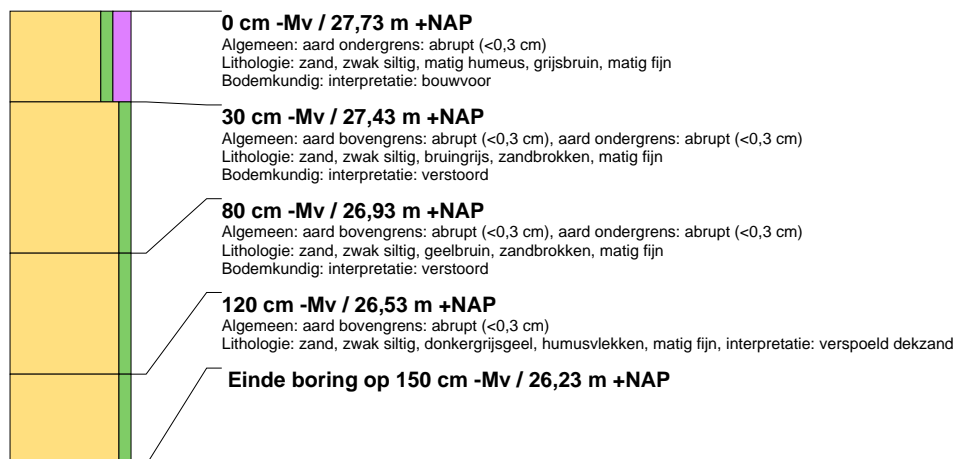 0 cm -Mv / 27,73 m +NAP
Algemeen: aard ondergrens: abrupt (<0,3 cm)
Lithologie: zand, zwak siltig, matig humeus, grijsbruin, matig fijn
Bodemkundig: interpretatie: bouwvoor
30 cm -Mv / 27,43 m +NAP
Algemeen: aard bovengrens: abrupt (<0,3 cm), aard ondergrens: abrupt (<0,3 cm)
Lithologie: zand, zwak siltig, bruingrijs, zandbrokken, matig fijn
Bodemkundig: interpretatie: verstoord
80 cm -Mv / 26,93 m +NAP
Algemeen: aard bovengrens: abrupt (<0,3 cm), aard ondergrens: abrupt (<0,3 cm)
Lithologie: zand, zwak siltig, geelbruin, zandbrokken, matig fijn
Bodemkundig: interpretatie: verstoord
120 cm -Mv / 26,53 m +NAP
Algemeen: aard bovengrens: abrupt (<0,3 cm)
Lithologie: zand, zwak siltig, donkergrijsgeel, humusvlekken, matig fijn, interpretatie: verspoeld dekzand
Einde boring op 150 cm -Mv / 26,23 m +NAP